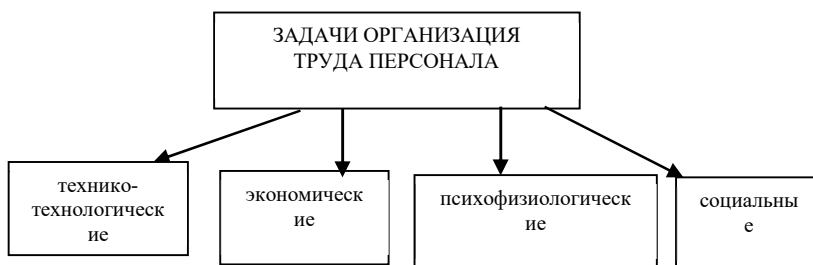 ЗАДАЧИ ОРГАНИЗАЦИЯ
ТРУДА ПЕРСОНАЛА
технико-
технологическ
ие
экономическ
ие
психофизиологическ
ие
социальны
е